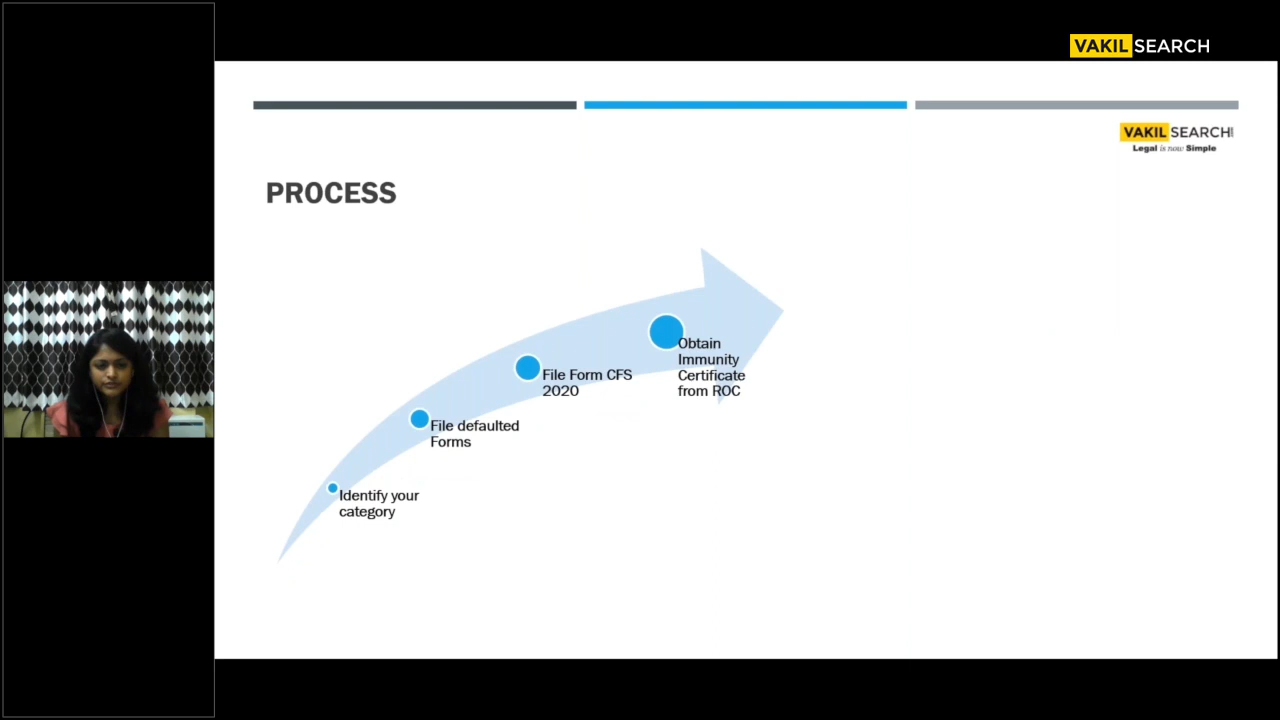 VAKILSEARCH
VAKILSEARCH
Legal is now Simple
PROCESS
Obtain
Immunity
Certificate
from ROC
File Form CFS
2020
File defaulted
Forms
Identify your
category